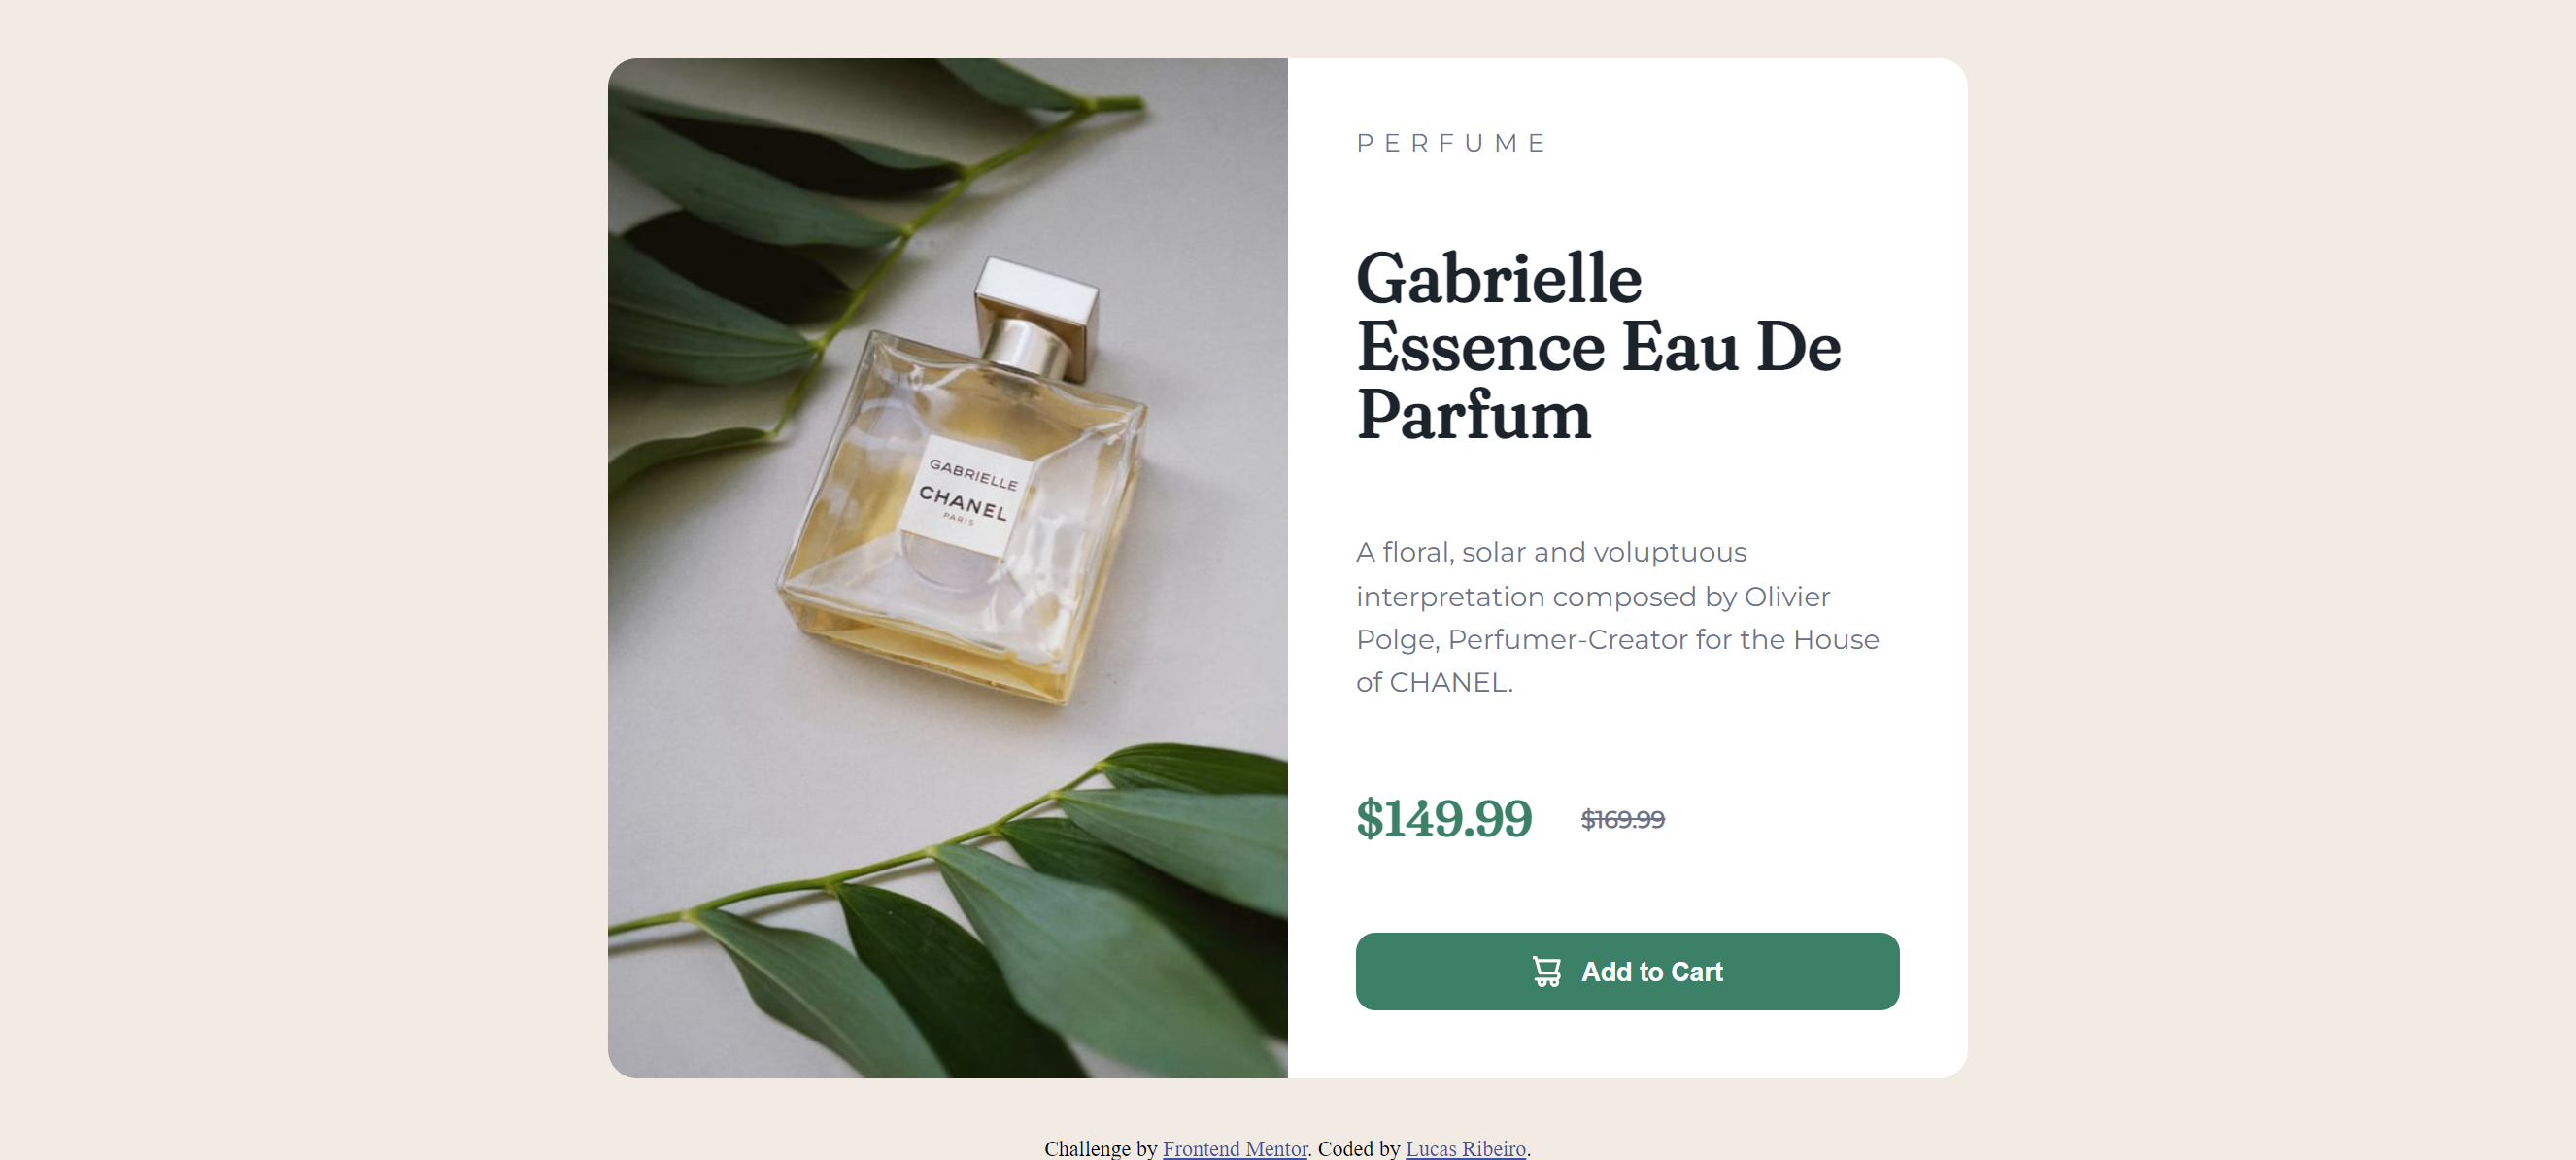 GABRIELLE
CHANEL
PARIS
PERFUME
Gabrielle
Essence Eau De
Parfum
A floral, solar and voluptuous
interpretation composed by Olivier
Polge, Perfumer-Creator for the House
of CHANEL.
$149.99 $169.99
Add to Cart
Challenge by Frontend Mentor. Coded by Lucas Ribeiro.